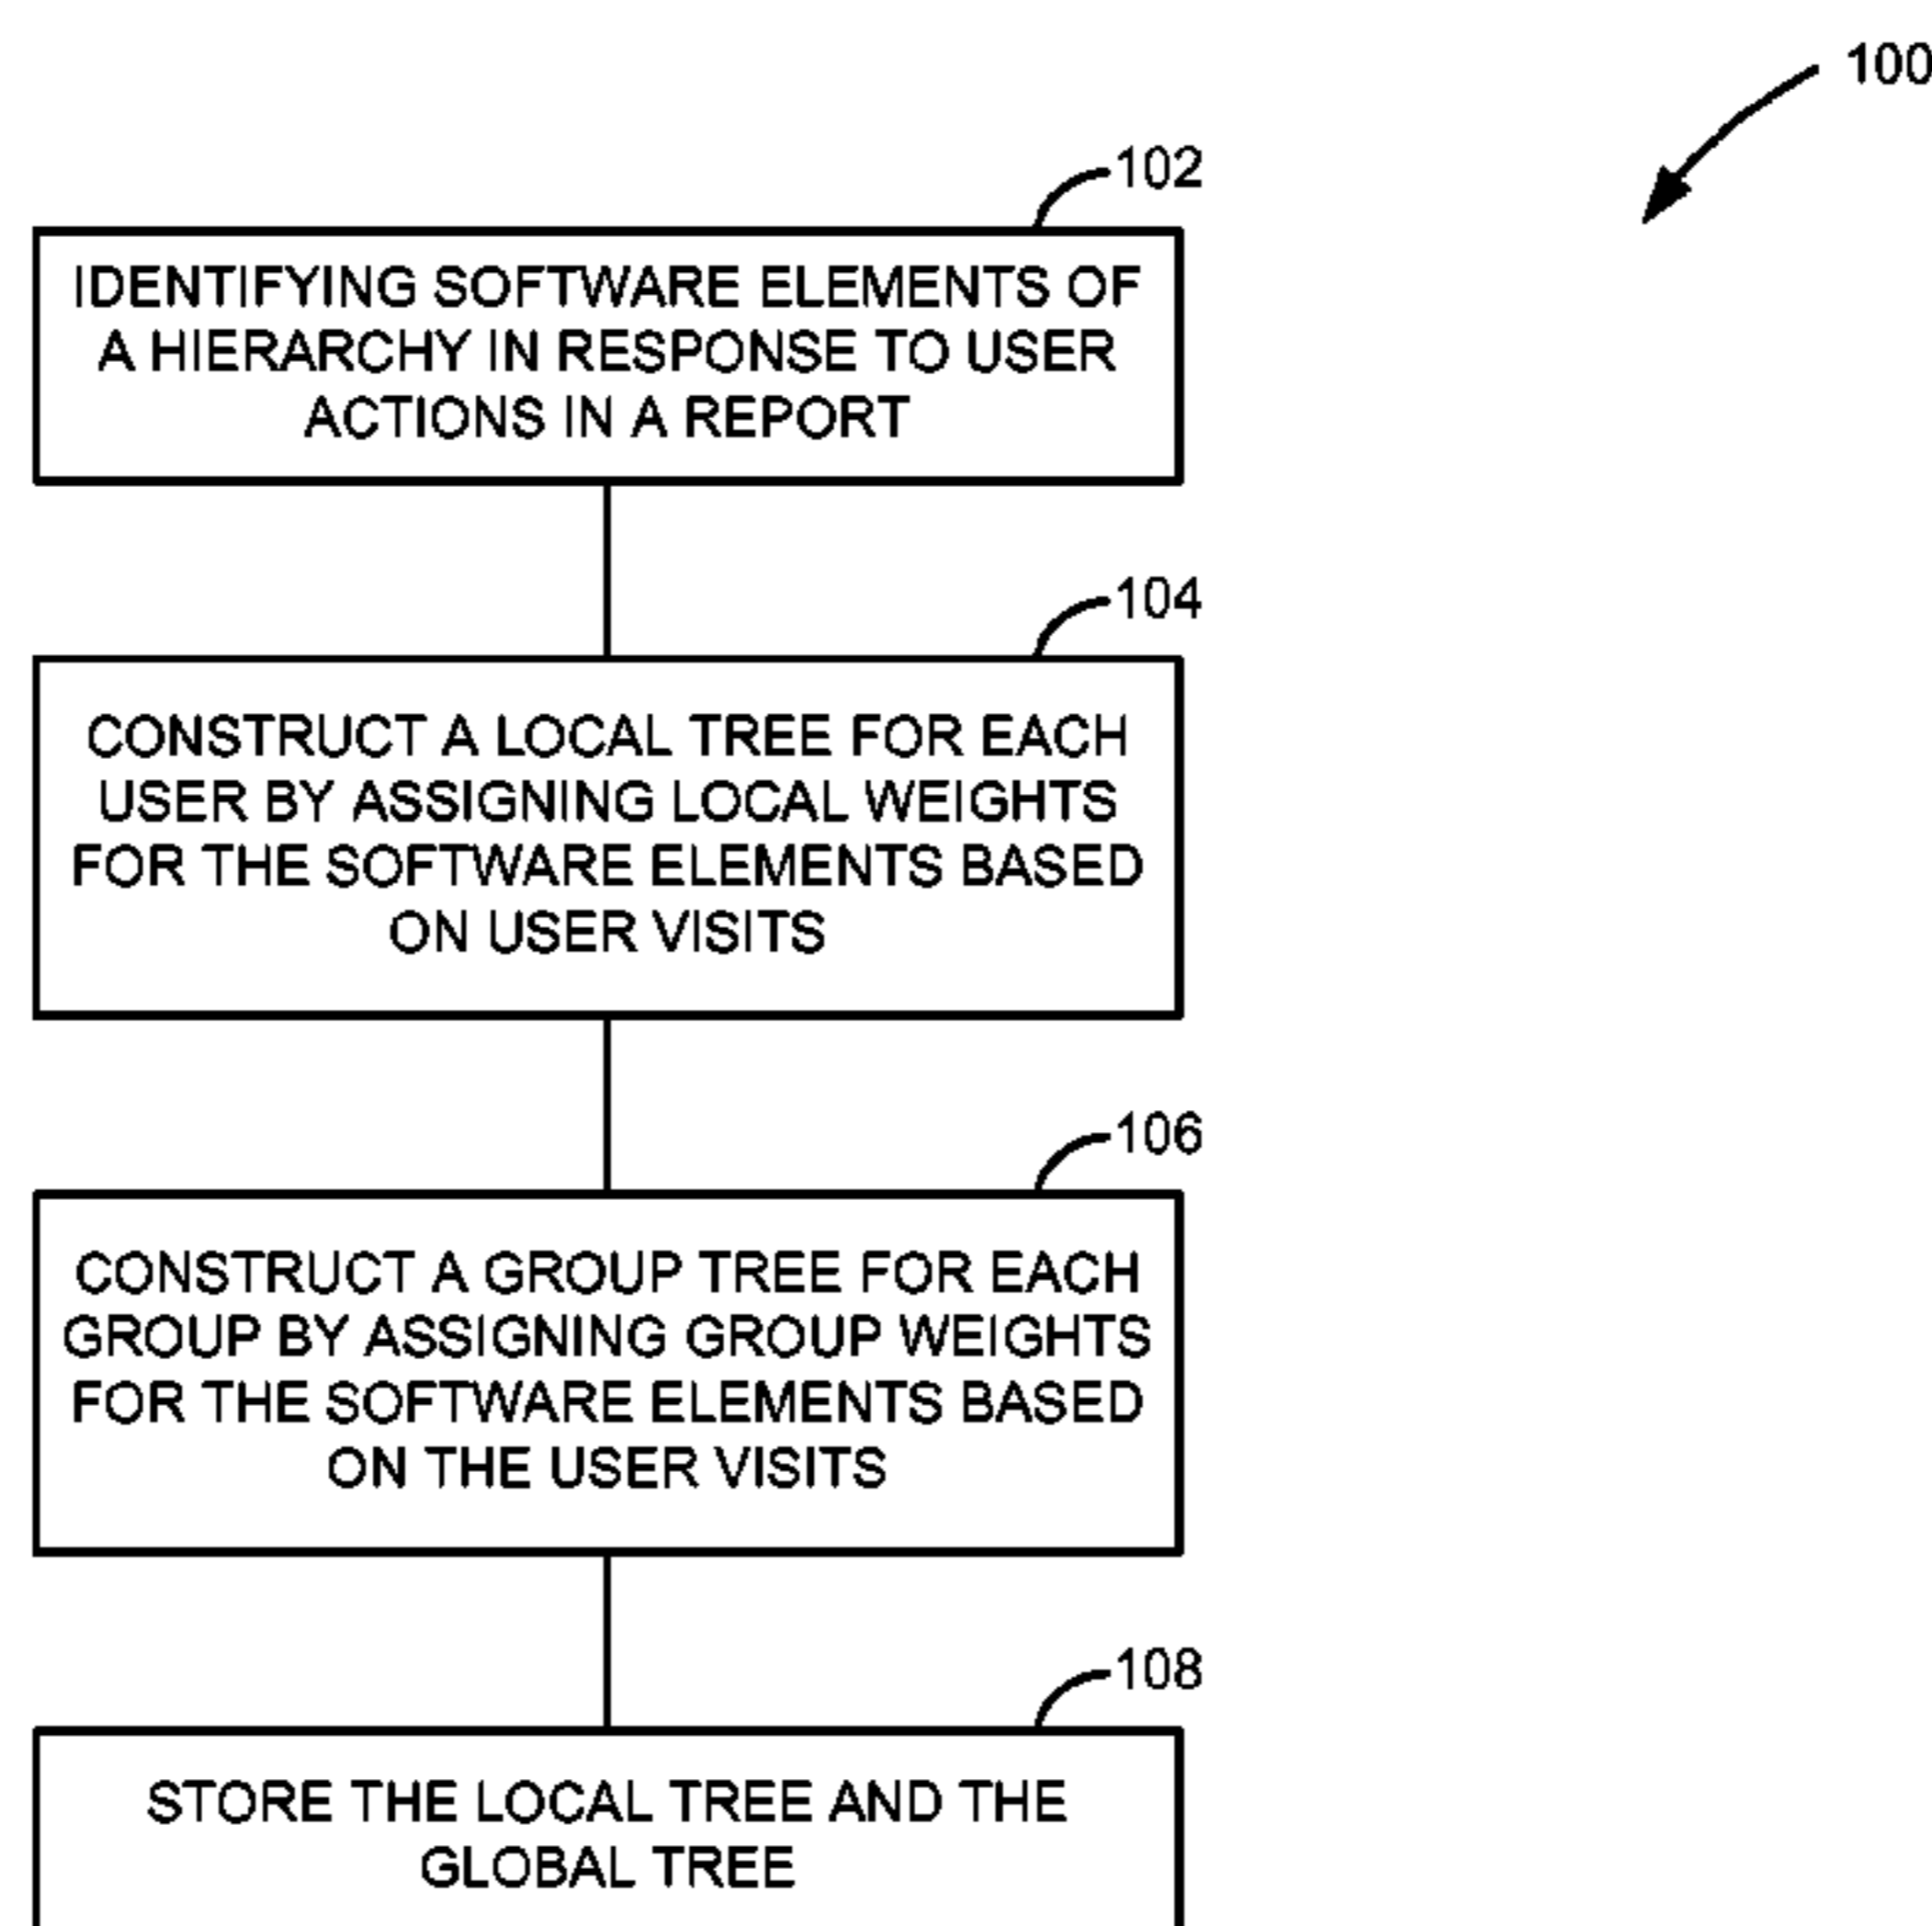 100
102
IDENTIFYING SOFTWARE ELEMENTS OF
A HIERARCHY IN RESPONSE TO USER
ACTIONS IN A REPORT
104
CONSTRUCT A LOCAL TREE FOR EACH
USER BY ASSIGNING LOCAL WEIGHTS
FOR THE SOFTWARE ELEMENTS BASED
ON USER VISITS
106
CONSTRUCT A GROUP TREE FOR EACH
GROUP BY ASSIGNING GROUP WEIGHTS
FOR THE SOFTWARE ELEMENTS BASED
ON THE USER VISITS
108
STORE THE LOCAL TREE AND THE
GLOBAL TREE